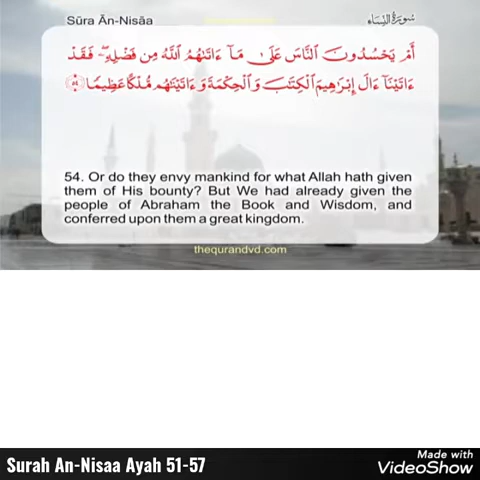 Sūra Ān-Nisāa
سورة النساء
أَمْ يَحْسُدُونَ ٱلنَّاسَ عَلَىٰ مَآ ءَاتَىٰهُمُ ٱللَّهُ مِن فَضْلِهِۦ ۖ فَقَدْ
ءَاتَيْنَآ ءَالَ إِبْرَٰهِيمَ ٱلْكِتَٰبَ وَٱلْحِكْمَةَ وَءَاتَيْنَٰهُم مُّلْكًا عَظِيمًا ٥٤
54. Or do they envy mankind for what Allah hath given
them of His bounty? But We had already given the
people of Abraham the Book and Wisdom, and
conferred upon them a great kingdom.
thequrandvd.com
Surah An-Nisaa Ayah 51-57
Made with
VideoShow